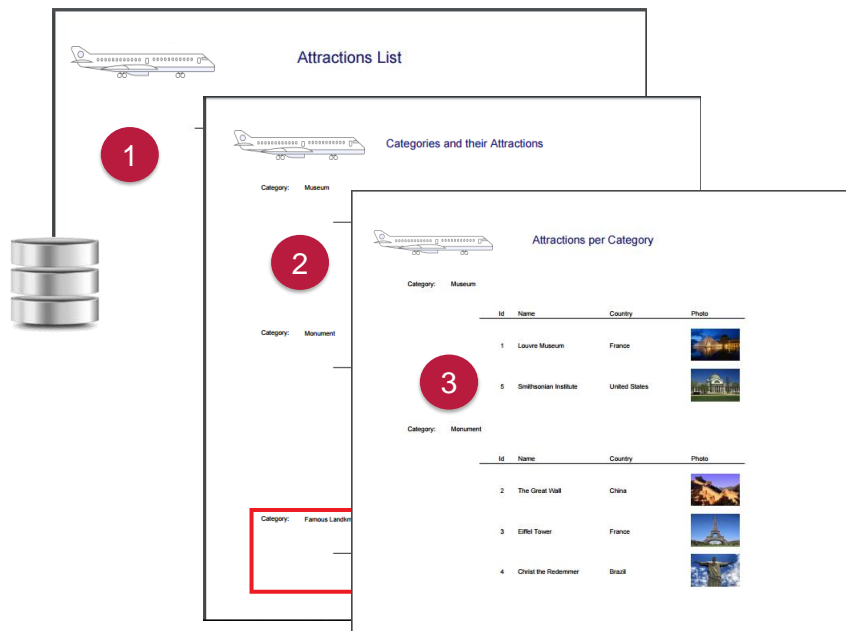 Attractions List
1
Categories and their Attractions
Category: Museum
2
Category: Monument
Category: Famous Landkm
Attractions per Category
Category: Museum
Id Name Country Photo
1 Louvre Museum France
5 Smithsonian Institute United States
3
Category: Monument
Id Name Country Photo
2 The Great Wall China
3 Eiffel Tower France
4 Christ the Redemmer Brazil